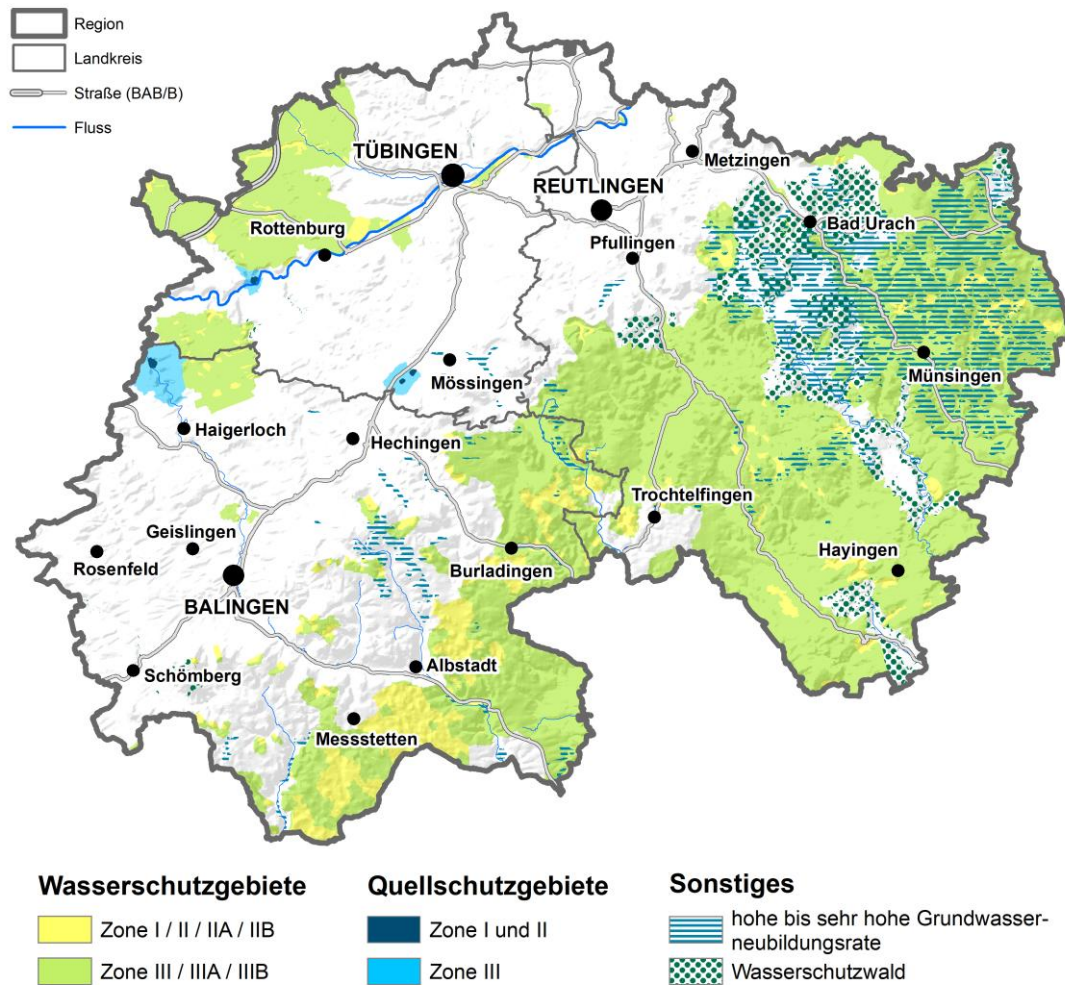 Region
Landkreis
Straße (BAB/B)
Fluss
TÜBINGEN
Metzingen
REUTLINGEN
Rottenburg
Bad Urach
Pfullingen
Mössingen
Münsingen
Haigerloch
Hechingen
Trochtelfingen
Geislingen
Hayingen
Rosenfeld
Burladingen
BALINGEN
Albstadt
Schömberg
Messstetten
Wasserschutzgebiete
Zone I / II / IIA / IIB
Zone III / IIIA / IIIB
Quellschutzgebiete
Zone I und II
Zone III
Sonstiges
hohe bis sehr hohe Grundwasser-
neubildungsrate
Wasserschutzwald